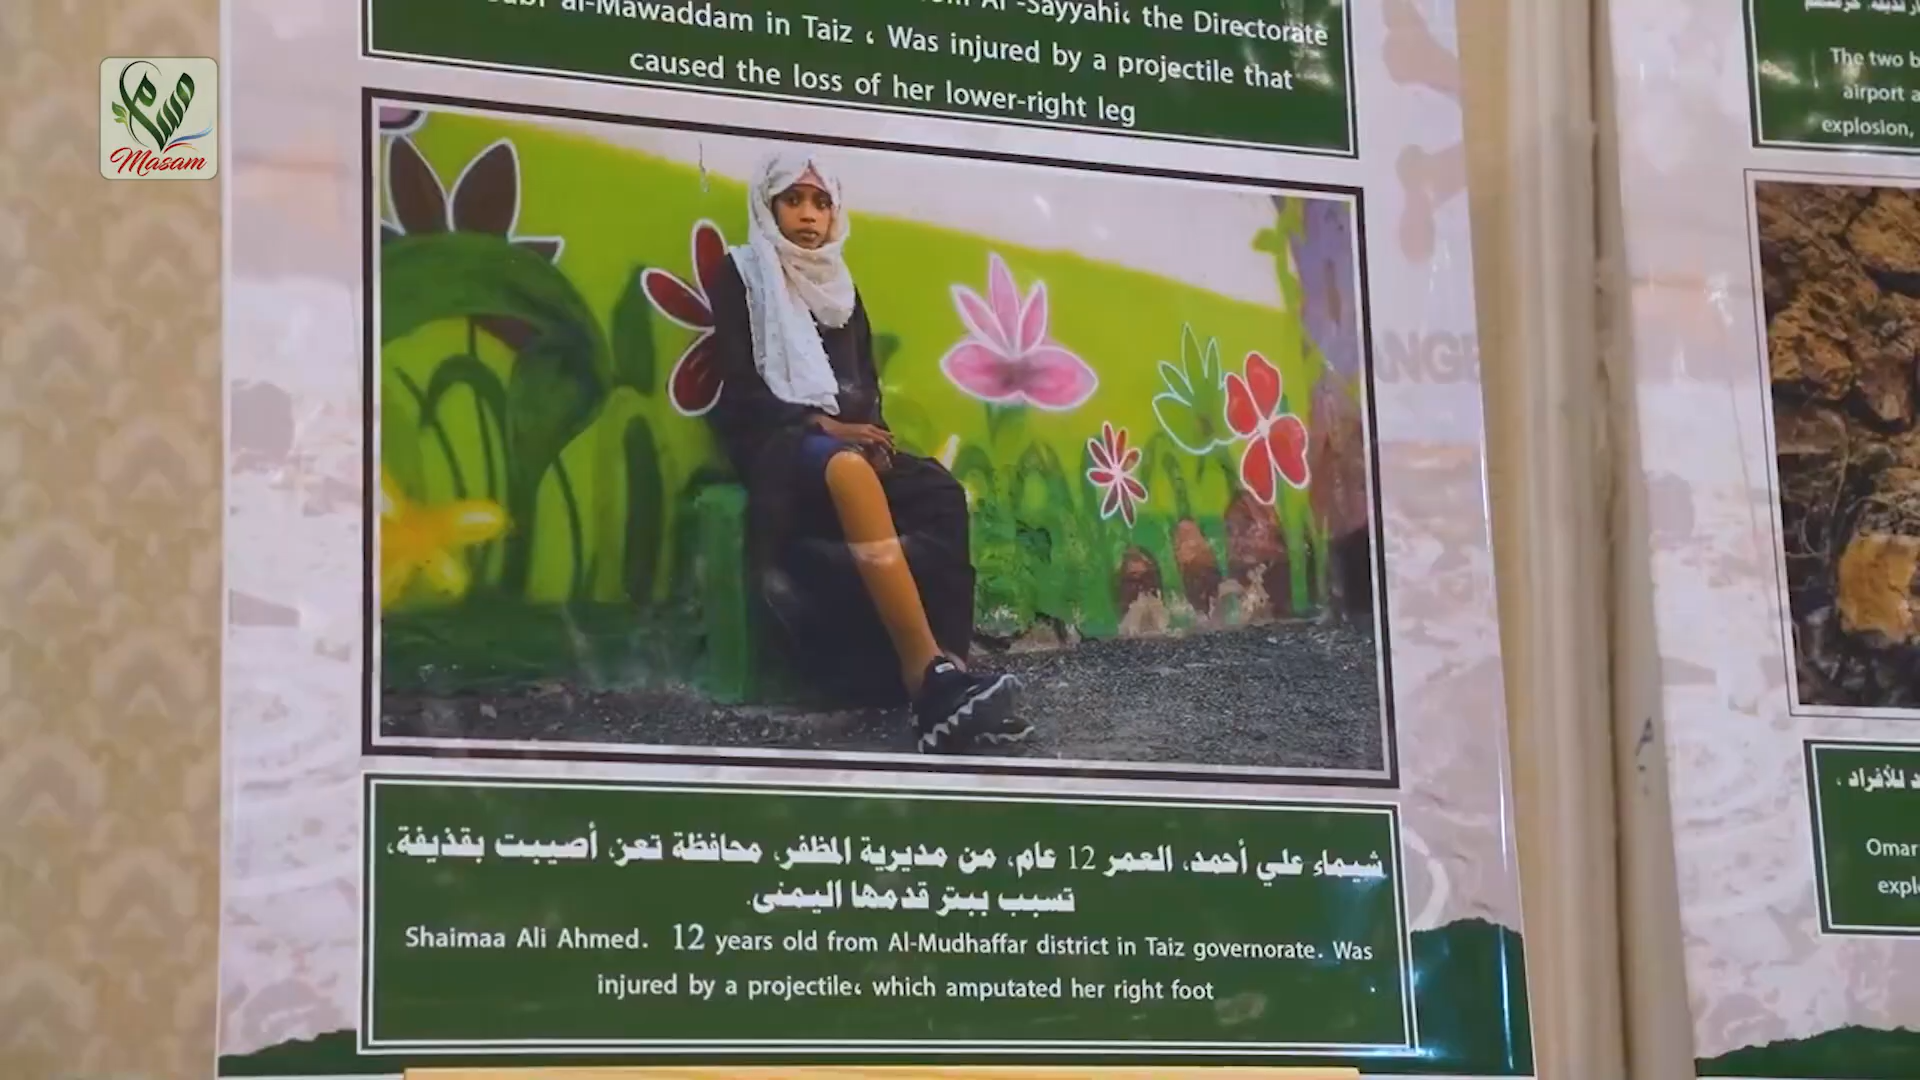 سام
Masam
Al-Sayyahi، the Directorate
al-Mawaddam in Taiz ، Was injured by a projectile that
caused the loss of her lower-right leg
شيماء علي أحمد، العمر 12 عام، من مديرية المظفر، محافظة تعز، أصيبت بقذيفة،
تسبب ببتر قدمها اليمنى.
Shaimaa Ali Ahmed. 12 years old from Al-Mudhaffar district in Taiz governorate. Was
injured by a projectile، which amputated her right foot
The two
airport
explosion,
للأفراد ،
Omar